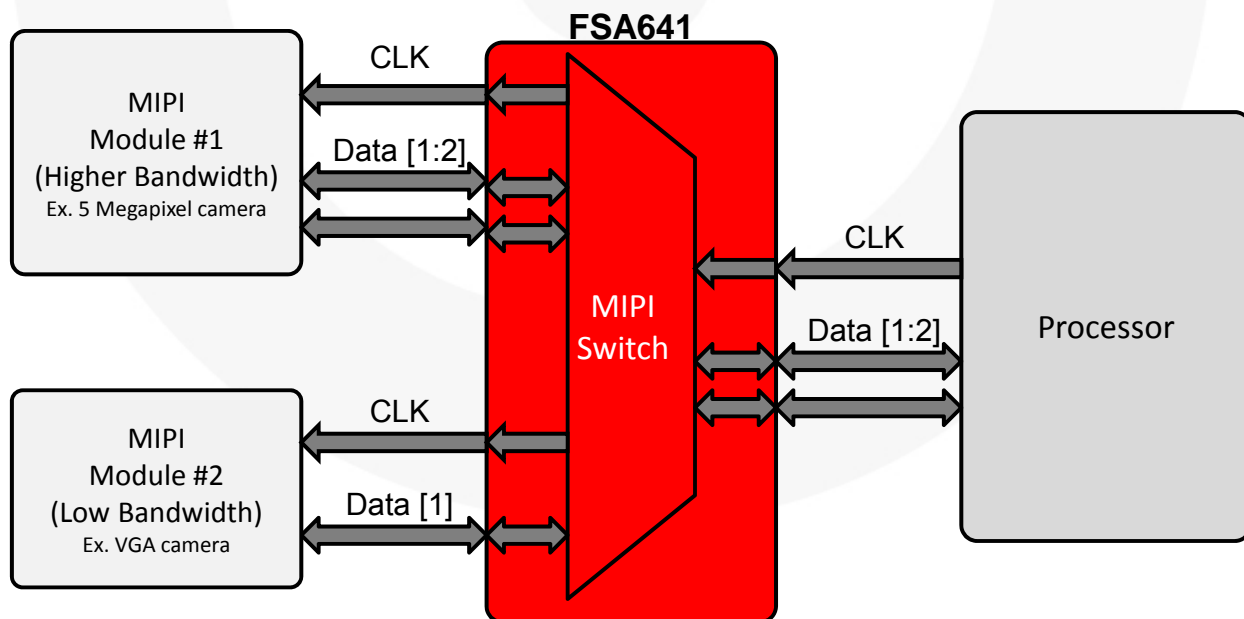 FSA641
CLK
MIPI
Module #1
(Higher Bandwidth)
Ex. 5 Megapixel camera
Data [1:2]
CLK
MIPI
Switch
Data [1:2]
Processor
CLK
MIPI
Module #2
(Low Bandwidth)
Ex. VGA camera
Data [1]